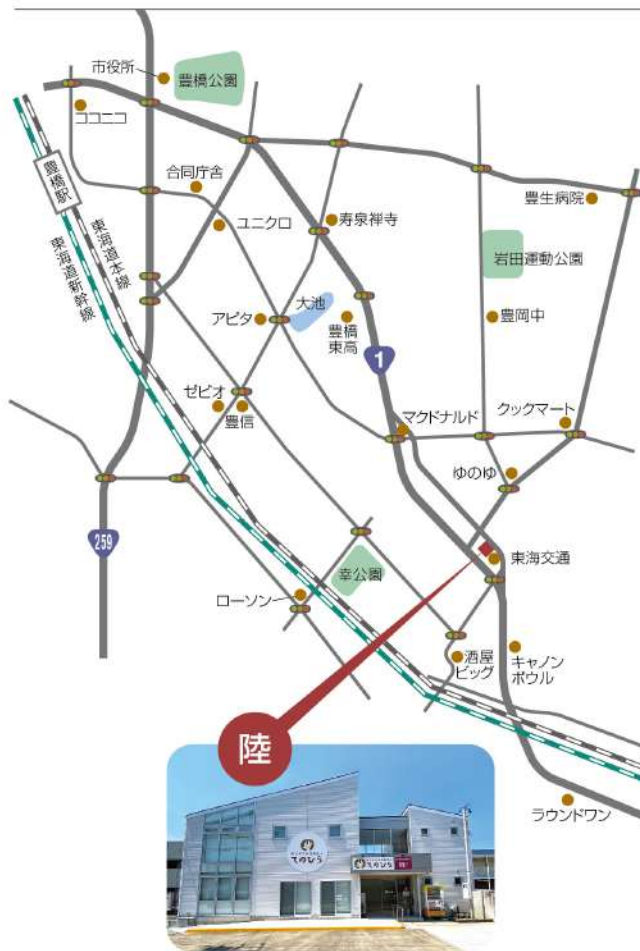 市役所
豊橋公園
ココニコ
豊橋駅
合同庁舎
豊生病院
ユニクロ
寿泉禅寺
東海道本線
東海道新幹線
岩田運動公園
大池
アピタ
豊橋
東高
豊岡中
1
ゼビオ
豊信
マクドナルド
クックマート
ゆのゆ
259
東海交通
幸公園
ローソン
酒屋
ビッグ
キャノン
ボウル
陸
てのひら
てのひら
ラウンドワン